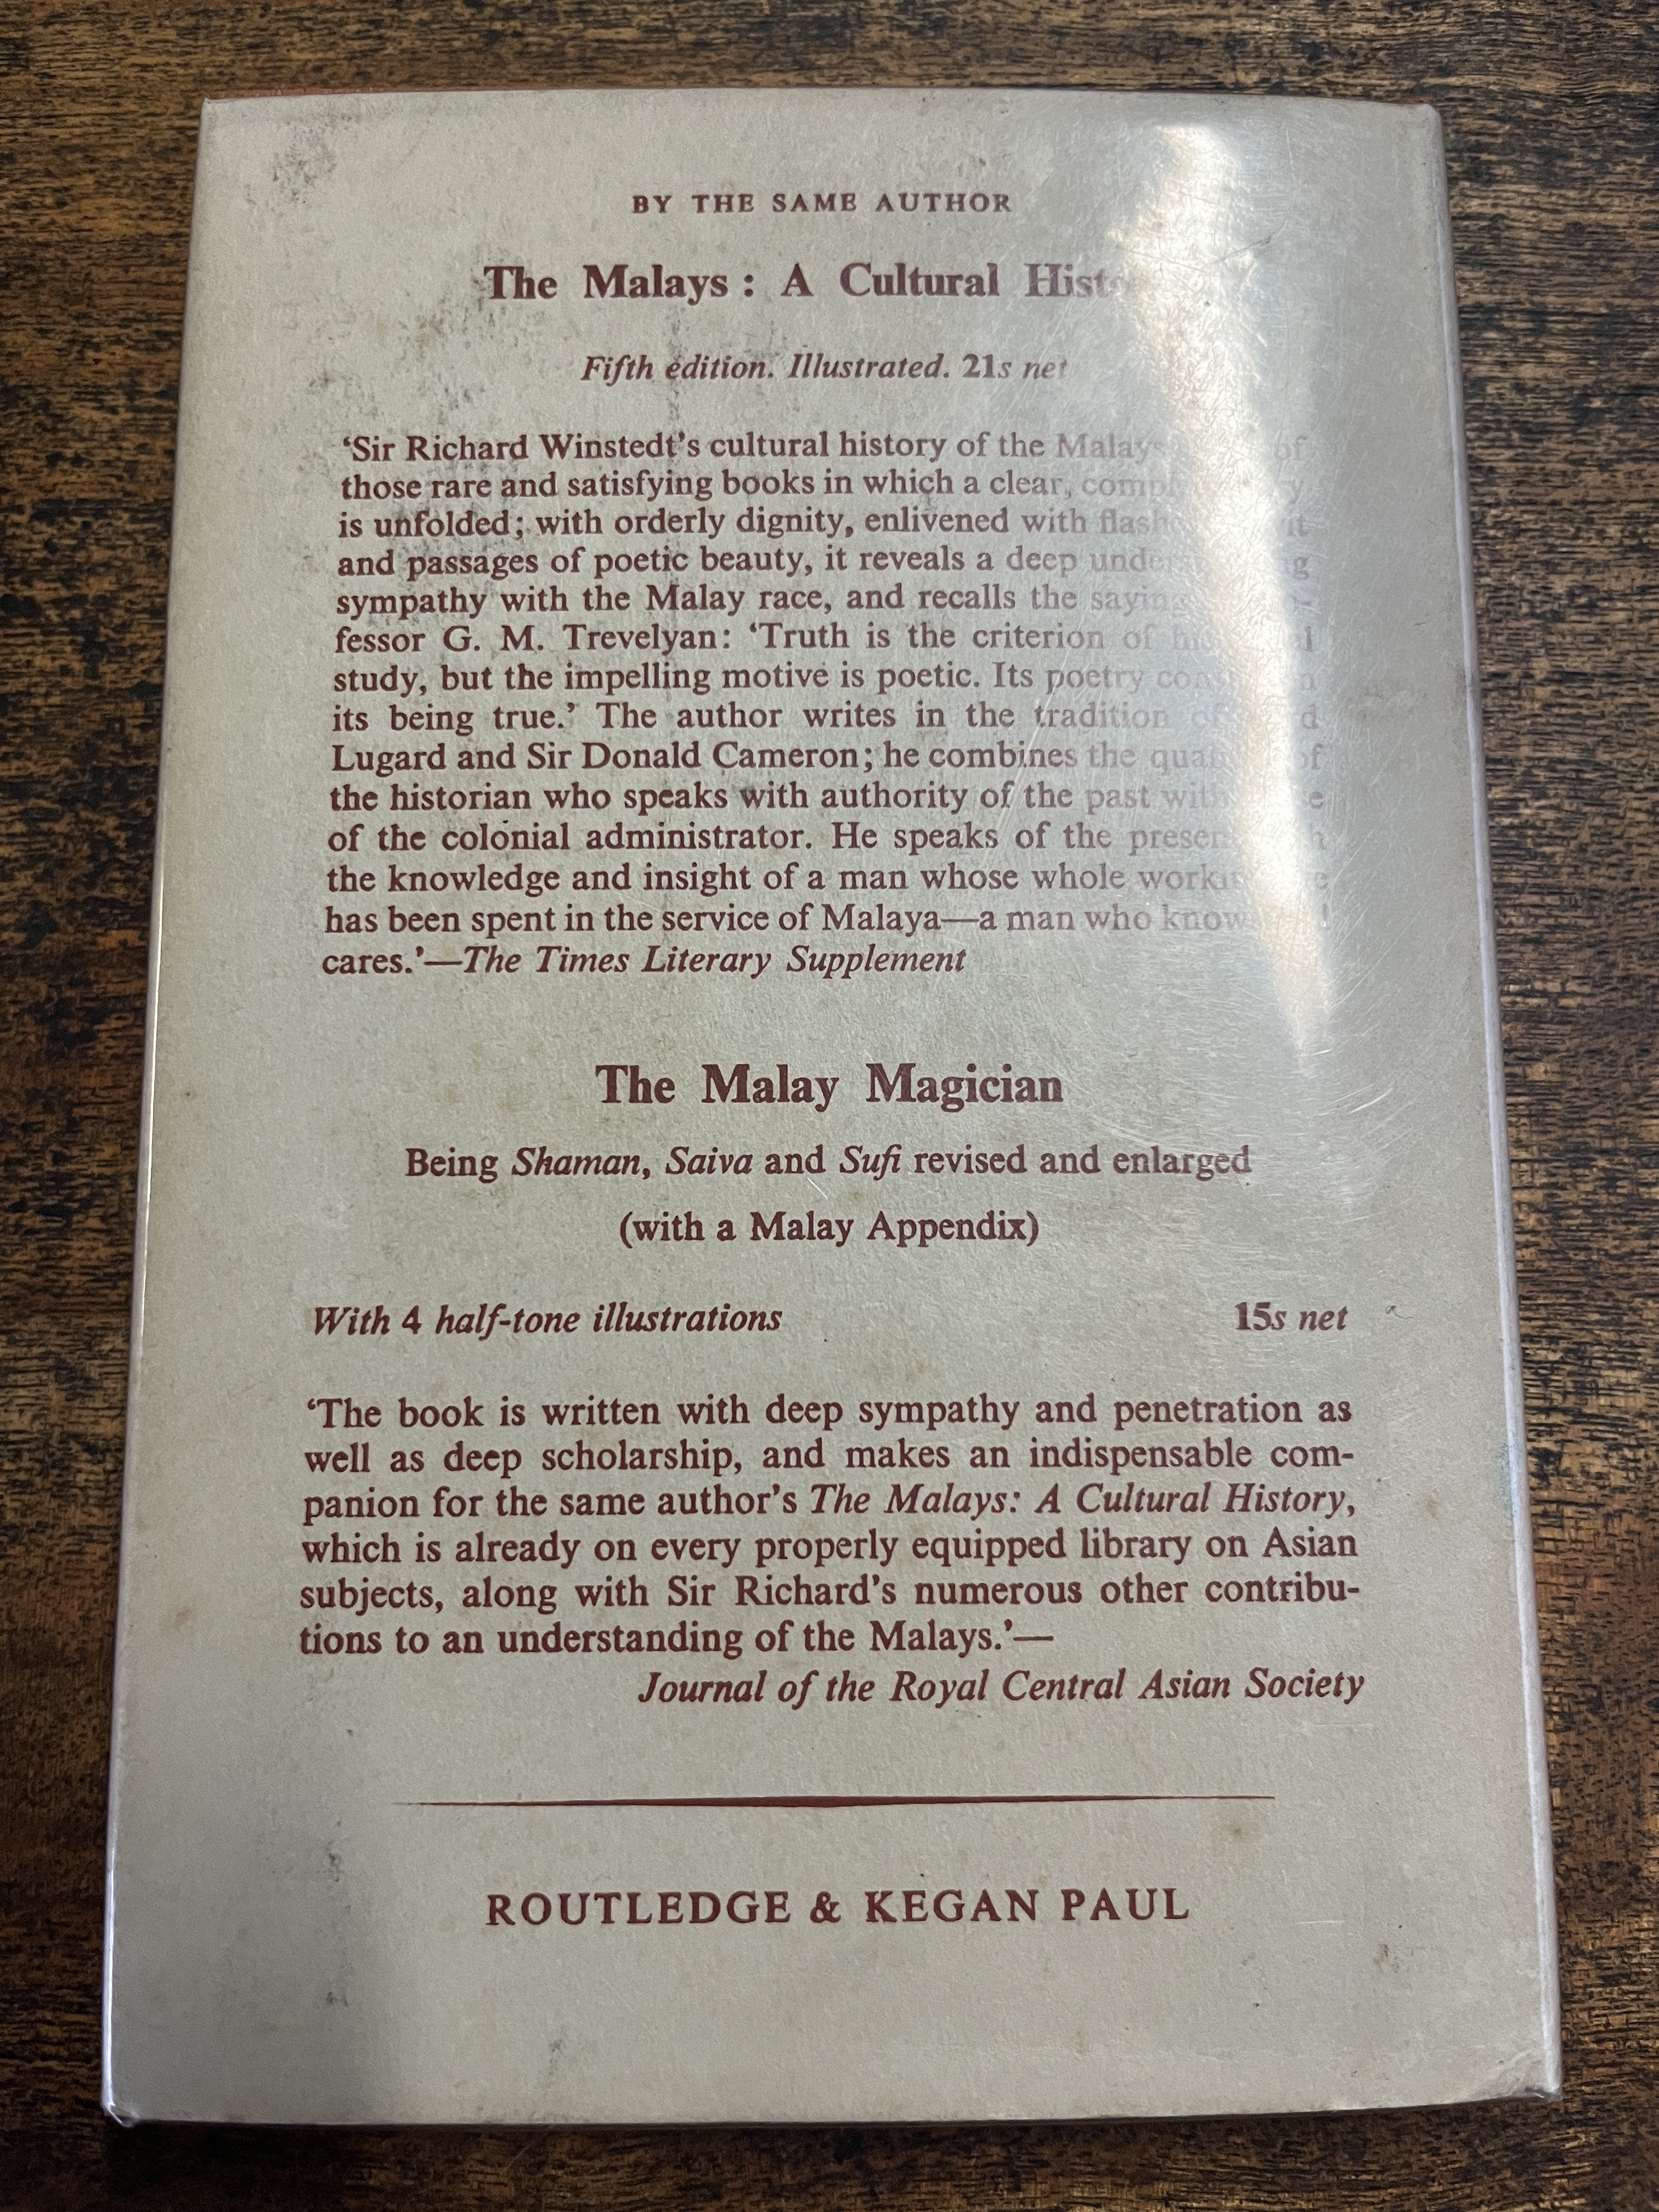 BY THE SAME AUTHOR
The Malays : A Cultural
Fifth edition. Illustrated. 21s net
‘Sir Richard Winstedt’s cultural history of the Malays of
those rare and satisfying books in which a clear,
is unfolded; with orderly dignity, enlivened with
and passages of poetic beauty, it reveals a deep
sympathy with the Malay race, and recalls the
fessor G. M. Trevelyan: ‘Truth is the criterion of
study, but the impelling motive is poetic. Its poetry
its being true.’ The author writes in the tradition
Lugard and Sir Donald Cameron; he combines the of
the historian who speaks with authority of the past
of the colonial administrator. He speaks of the
the knowledge and insight of a man whose whole
has been spent in the service of Malaya—a man who
cares.’—The Times Literary Supplement
The Malay Magician
Being Shaman, Saiva and Sufi revised and enlarged
(with a Malay Appendix)
With 4 half-tone illustrations 15s net
‘The book is written with deep sympathy and penetration as
well as deep scholarship, and makes an indispensable com-
panion for the same author’s The Malays: A Cultural History,
which is already on every properly equipped library on Asian
subjects, along with Sir Richard’s numerous other contribu-
tions to an understanding of the Malays.’—
Journal of the Royal Central Asian Society
ROUTLEDGE & KEGAN PAUL